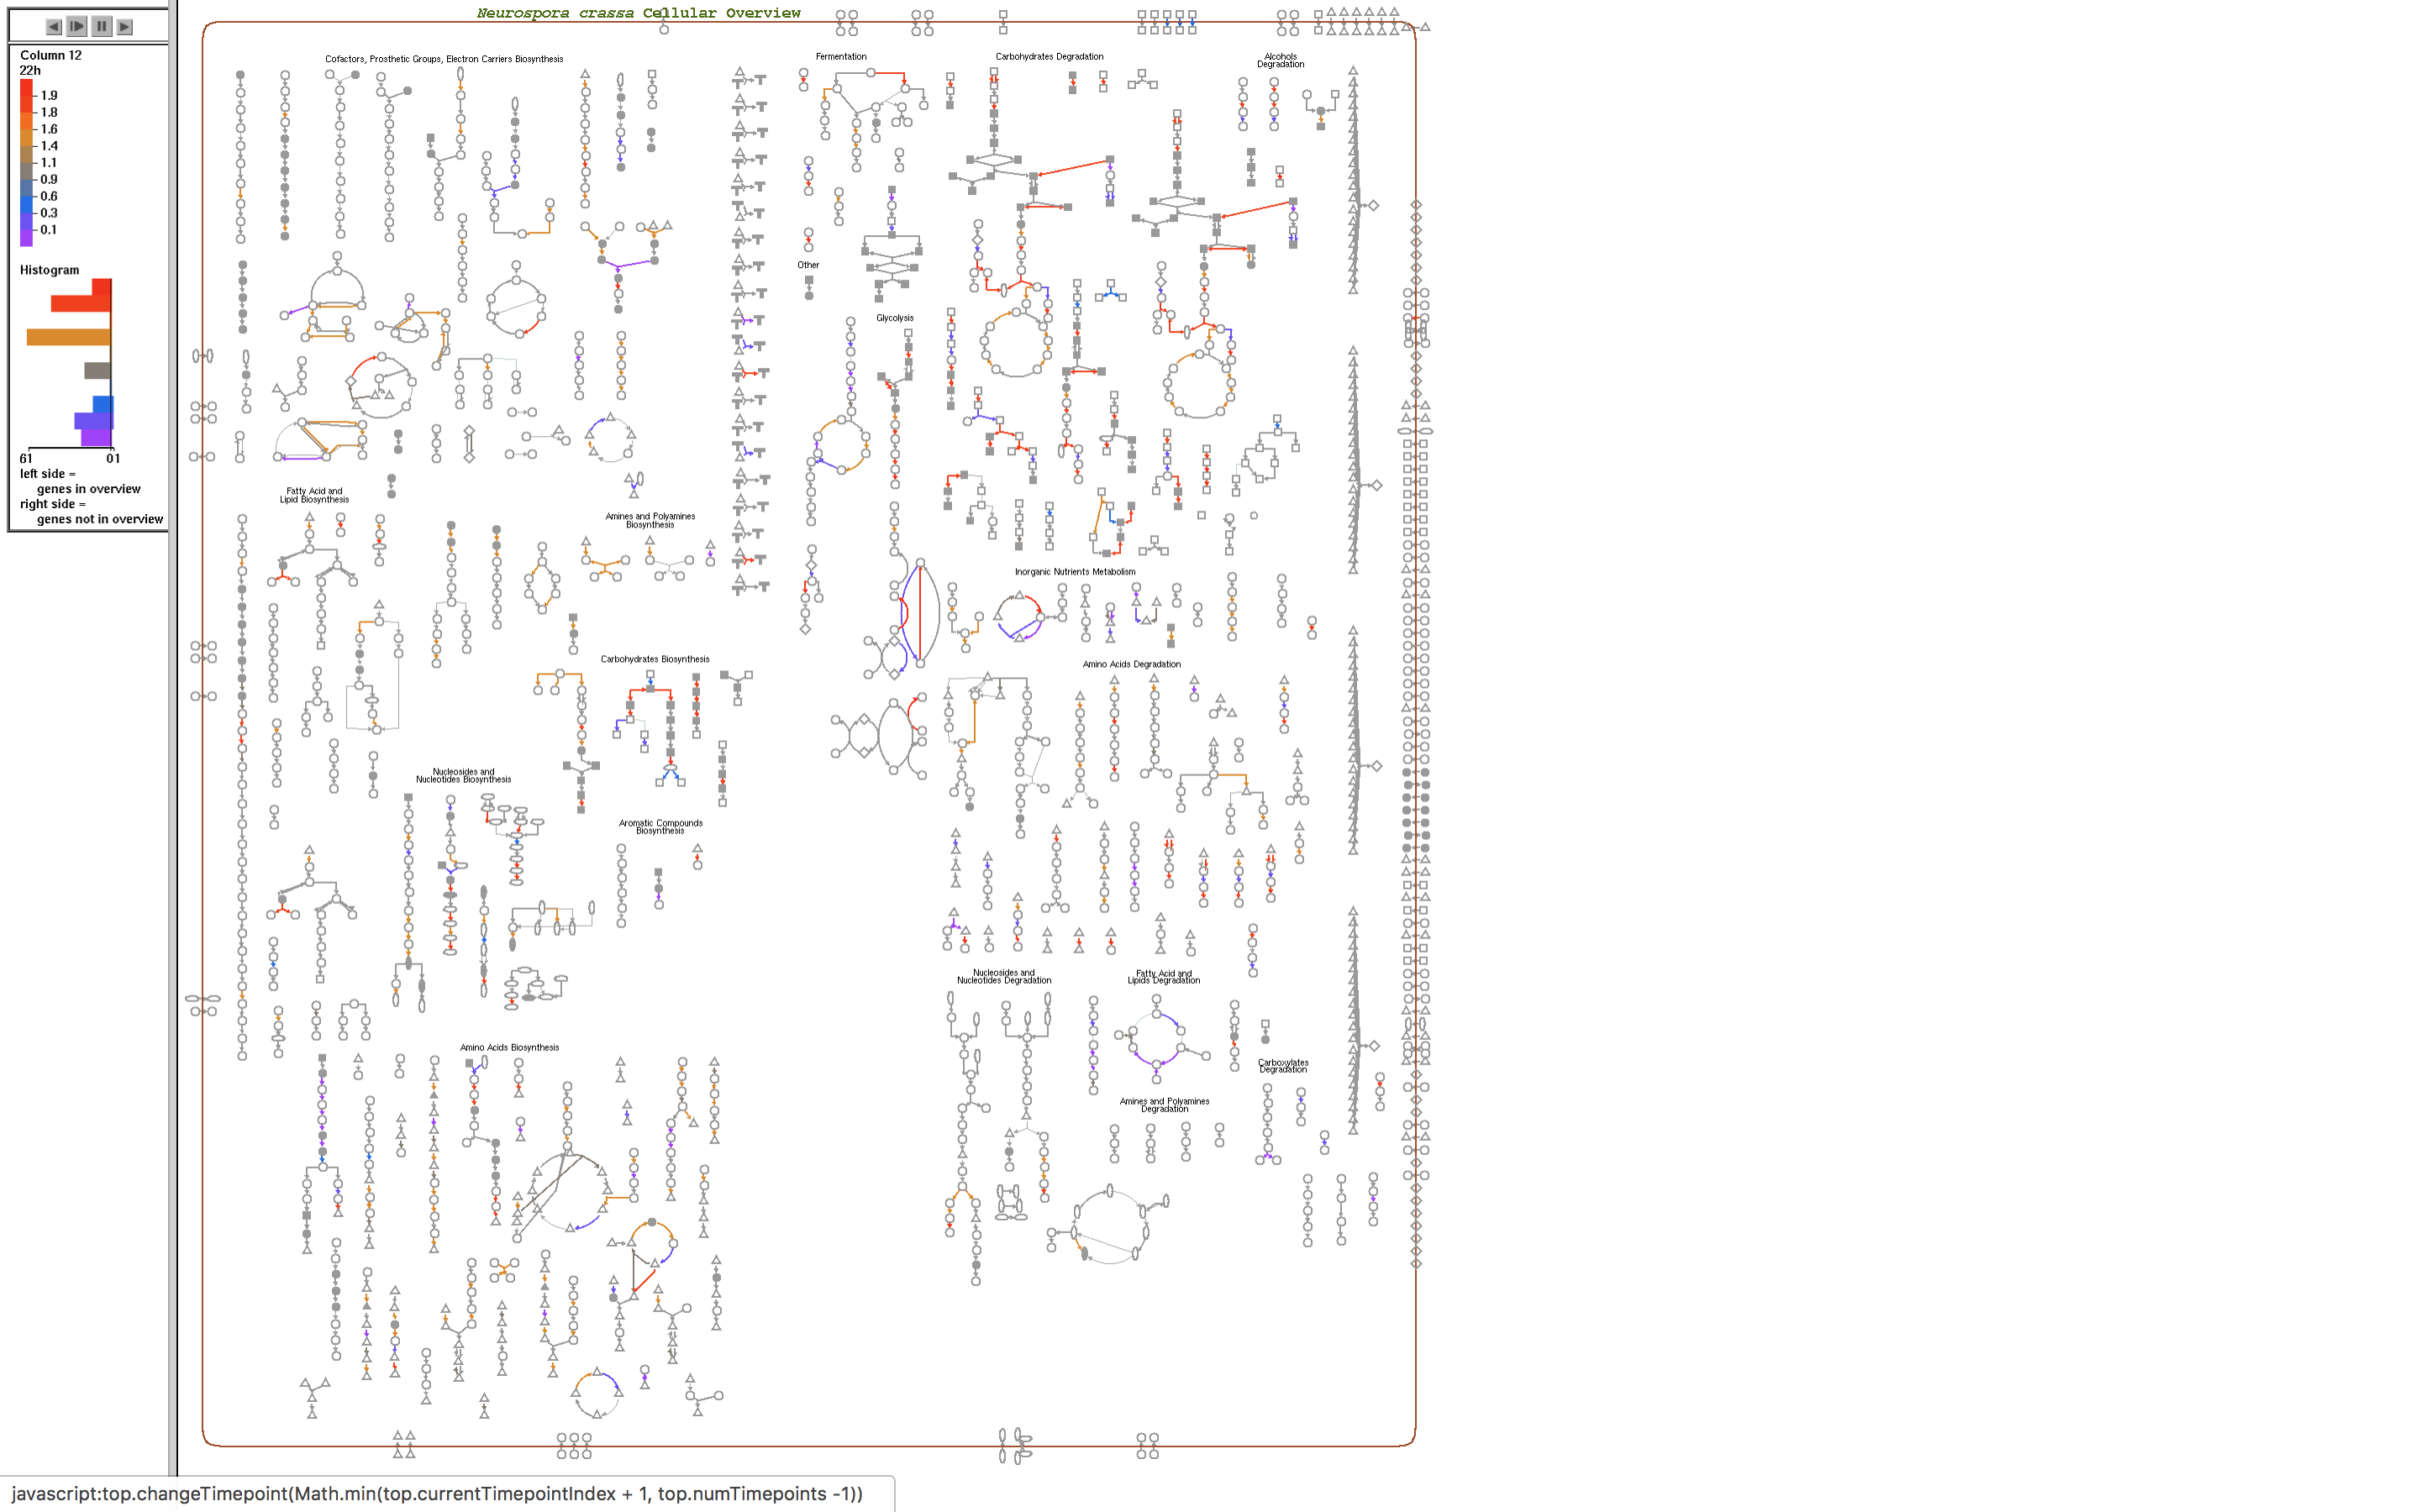 Neurospora crassa Cellular Overview
Column 12
22h
1.9
1.8
1.6
1.4
1.1
0.9
0.6
0.3
0.1
Histogram
61
01
left side =
genes in overview
right side =
genes not in overview
Cofactors, Prosthetic Groups, Electron Carriers Biosynthesis
Fermentation
Carbohydrates Degradation
Alcohols
Degradation
Other
Glycolysis
Fatty Acid and
Lipid Biosynthesis
Amines and Polyamines
Biosynthesis
Inorganic Nutrients Metabolism
Carbohydrates Biosynthesis
Amino Acids Degradation
Nucleosides and
Nucleotides Biosynthesis
Aromatic Compounds
Biosynthesis
Nucleosides and
Nucleotides Degradation
Fatty Acid and
Lipids Degradation
Amino Acids Biosynthesis
Carboxylates
Degradation
Amines and Polyamines
Degradation
javascript:top.changeTimepoint(Math.min(top.currentTimepointIndex + 1, top.numTimepoints -1))